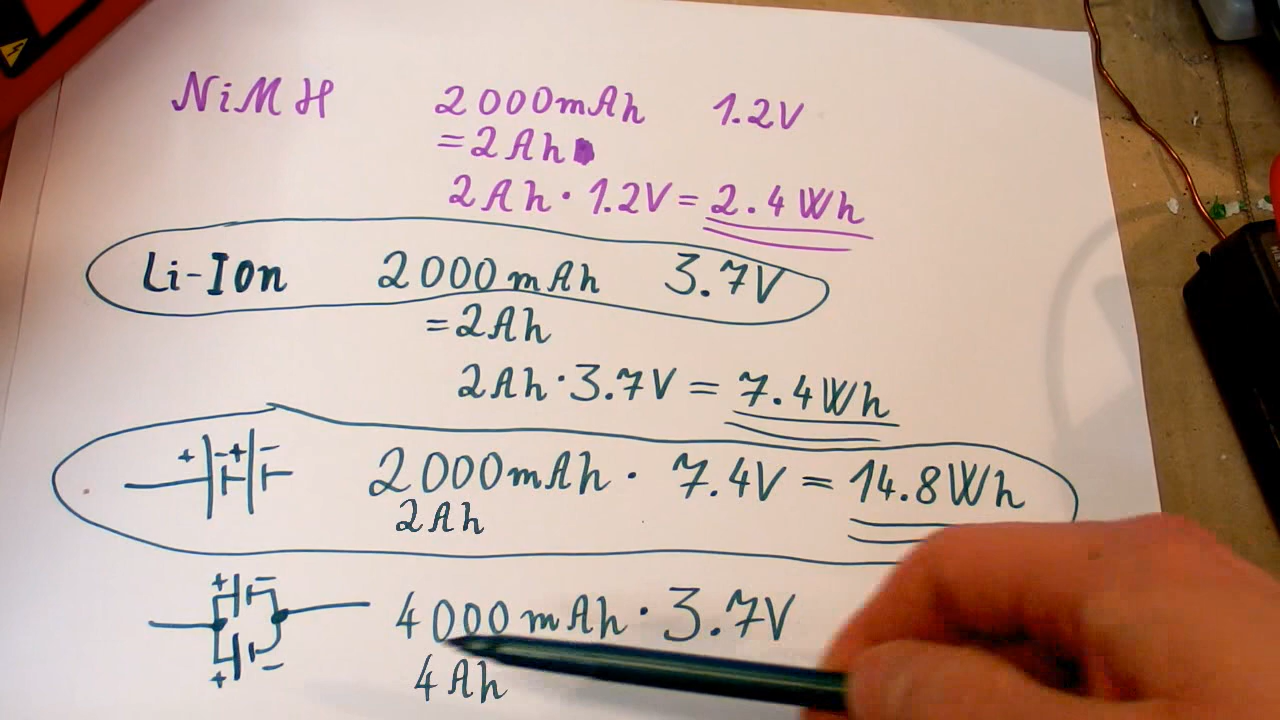 NiMH 2000mAh 1.2V
=2Ah
2Ah · 1.2V = 2.4Wh
Li-Ion 2000mAh 3.7V
=2Ah
2Ah · 3.7V = 7.4Wh
+ - + - 2000mAh · 7.4V = 14.8Wh
2Ah
+ - 4000mAh · 3.7V
+ - 4Ah